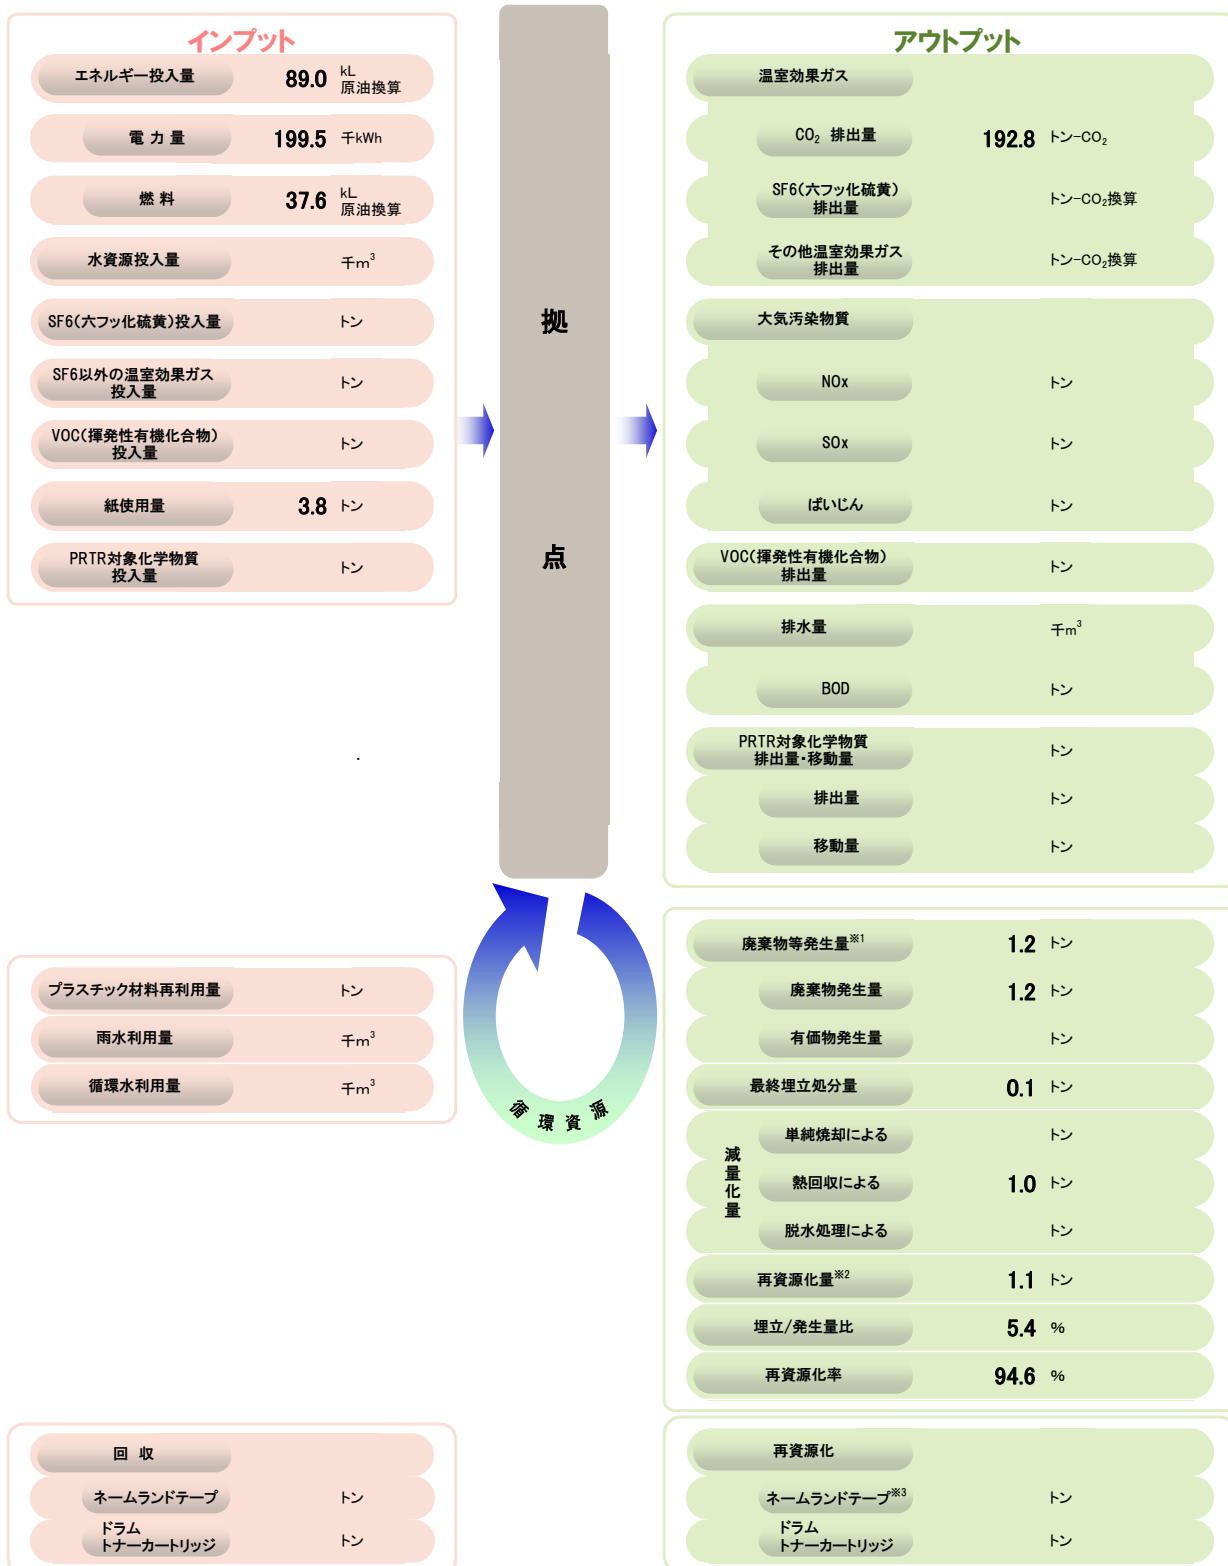 インプット
エネルギー投入量 89.0 kL 原油換算
電力量 199.5 千kWh
燃料 37.6 kL 原油換算
水資源投入量 千m³
SF6(六フッ化硫黄)投入量 トン
SF6以外の温室効果ガス
投入量 トン
VOC(揮発性有機化合物)
投入量 トン
紙使用量 3.8 トン
PRTR対象化学物質
投入量 トン
拠
点
アウトプット
温室効果ガス
CO₂ 排出量 192.8 トン-CO₂
SF6(六フッ化硫黄)
排出量 トン-CO₂換算
その他温室効果ガス
排出量 トン-CO₂換算
大気汚染物質
NOx トン
SOx トン
ばいじん トン
VOC(揮発性有機化合物)
排出量 トン
排水量 千m³
BOD トン
PRTR対象化学物質
排出量・移動量 トン
排出量 トン
移動量 トン
プラスチック材料再利用量 トン
雨水利用量 千m³
循環水利用量 千m³
循環資源
廃棄物等発生量※1 1.2 トン
廃棄物発生量 1.2 トン
有価物発生量 トン
最終埋立処分量 0.1 トン
減量化量
単純焼却による トン
熱回収による 1.0 トン
脱水処理による トン
再資源化量※2 1.1 トン
埋立/発生量比 5.4 %
再資源化率 94.6 %
回収
ネームランドテープ トン
ドラム
トナーカートリッジ トン
再資源化
ネームランドテープ※3 トン
ドラム
トナーカートリッジ トン